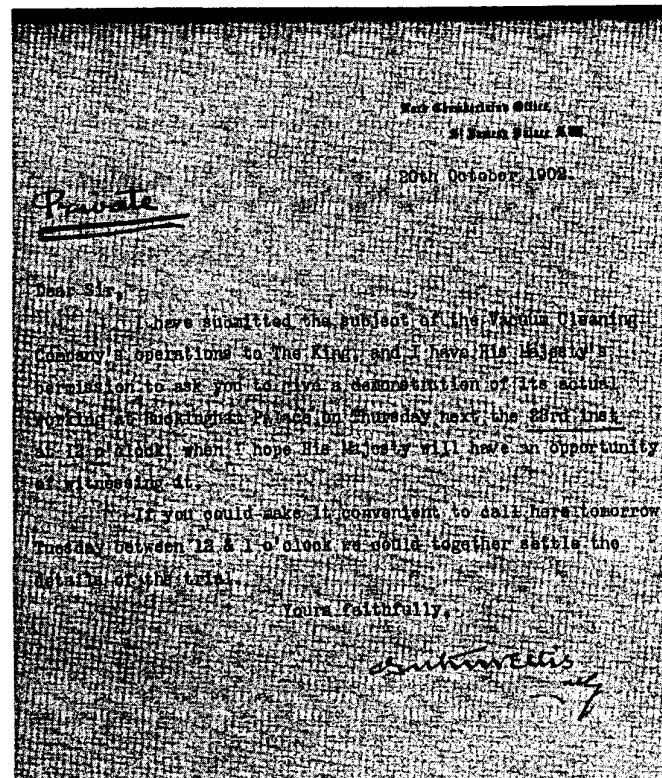 Lord Chamberlain's Office,
St James's Palace, S.W.
20th October, 1902.
Private
Dear Sir,
I have submitted the subject of the Vacuum Cleaning
Company's operations to The King, and I have His Majesty's
permission to ask you to give a demonstration of its actual
working at Buckingham Palace on Thursday next the 23rd inst
at 12 o'clock, when I hope His Majesty will have an opportunity
of witnessing it.
If you could make it convenient to call here tomorrow
Tuesday between 12 & 1 o'clock we could together settle the
details of the trial.
Yours faithfully,